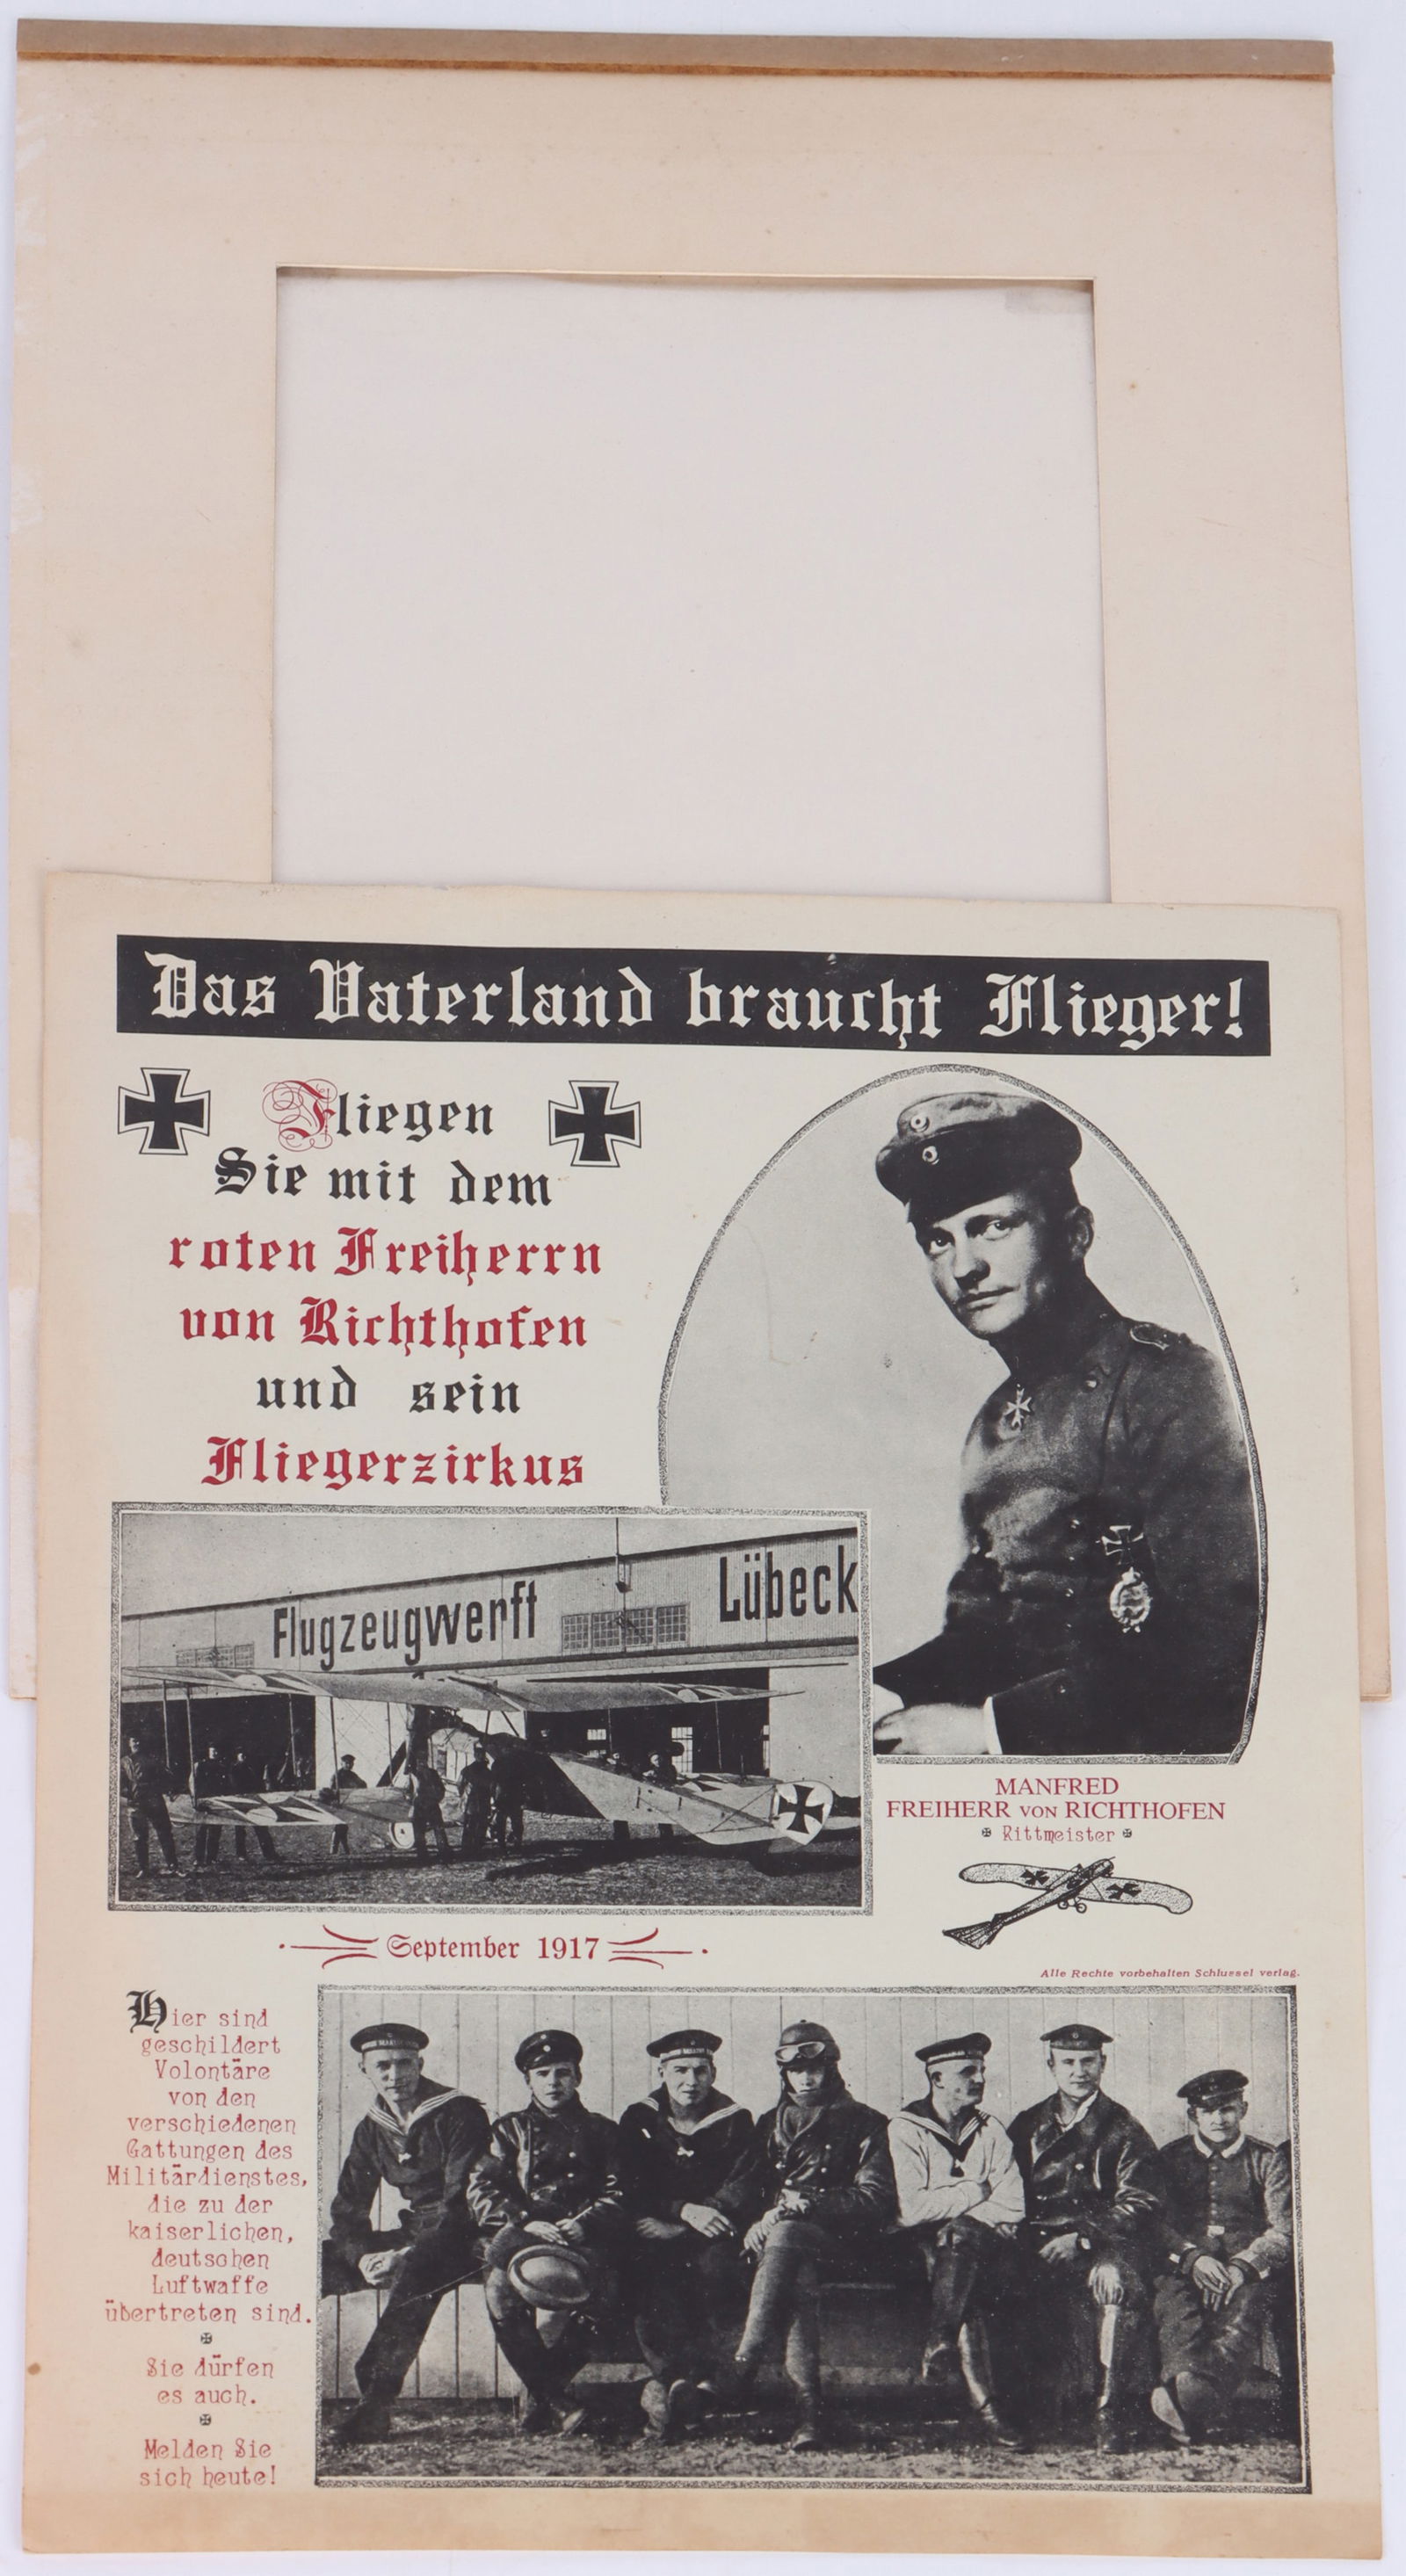 Das Vaterland braucht Flieger!
Fliegen
Sie mit dem
roten Freiherrn
von Richthofen
und sein
Fliegerzirkus
Flugzeugwerft Lübeck
MANFRED
FREIHERR VON RICHTHOFEN
Rittmeister
September 1917
Alle Rechte vorbehalten Schlussel verlag.
Hier sind
geschildert
Volontäre
von den
verschiedenen
Gattungen des
Militärdienstes,
die zu der
kaiserlichen,
deutschen
Luftwaffe
übertreten sind.
Sie dürfen
es auch.
Melden Sie
sich heute!